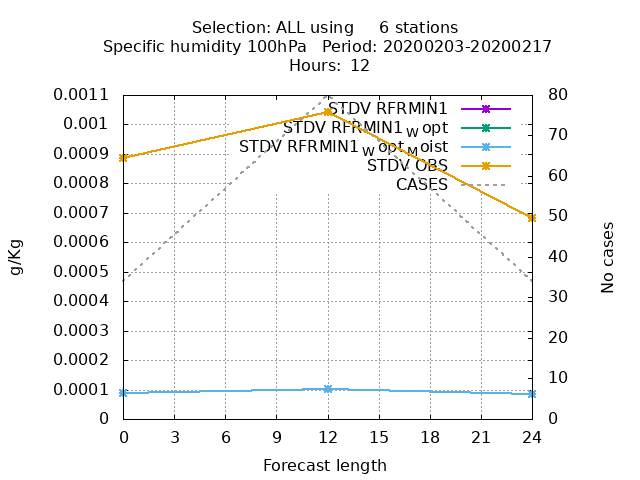 Selection: ALL using     6 stations
Specific humidity 100hPa   Period: 20200203-20200217
Hours: 12
0.0011
0.001
0.0009
0.0008
0.0007
0.0006
0.0005
0.0004
0.0003
0.0002
0.0001
0
80
70
60
50
40
30
20
10
0
STDV RFRMIN1
STDV RFRMIN1_W opt
STDV RFRMIN1_W opt_M oist
STDV OBS
CASES
g/Kg
No cases
0 3 6 9 12 15 18 21 24
Forecast length